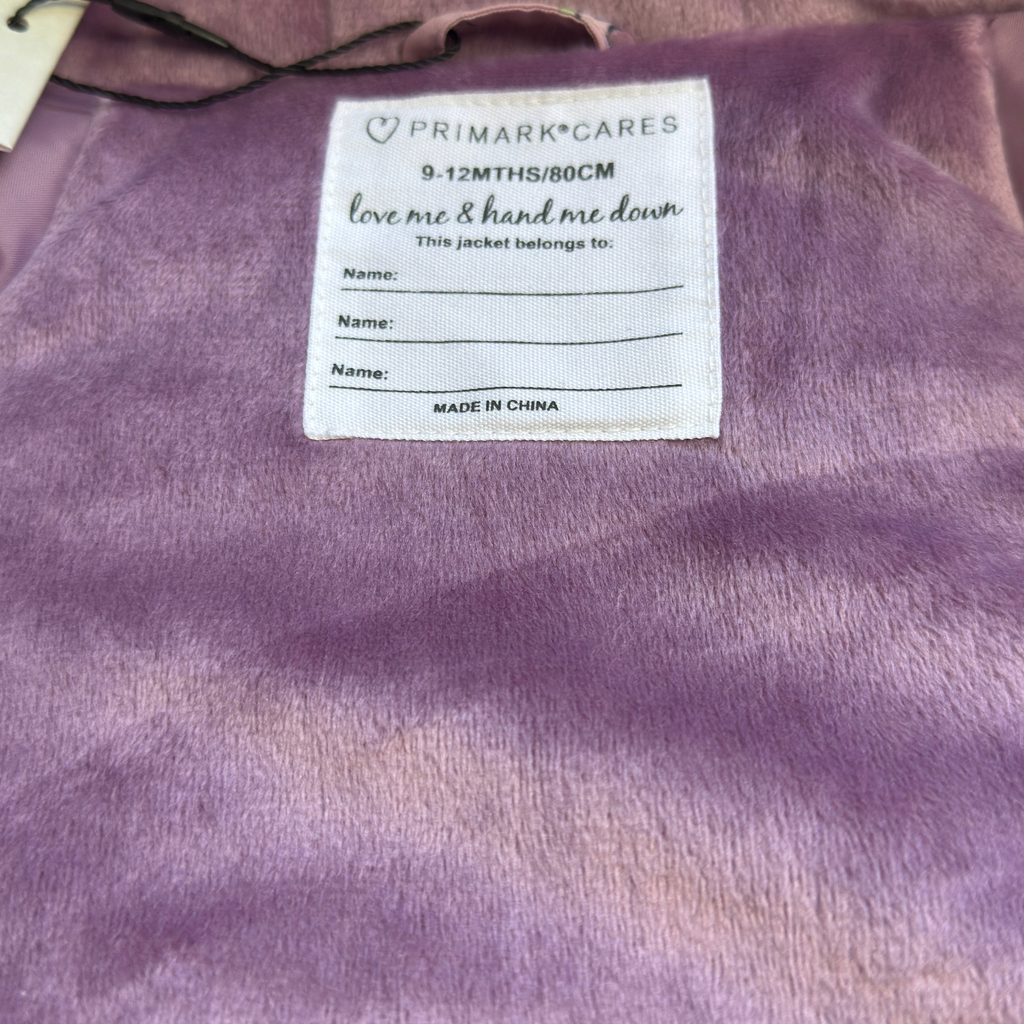 PRIMARK®CARES
9-12MTHS/80CM
love me & hand me down
This jacket belongs to:
Name:
Name:
Name:
MADE IN CHINA